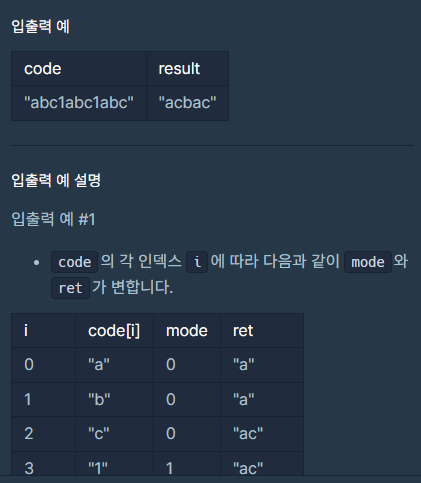 입출력 예
code result
"abc1abc1abc" "acbac"
입출력 예 설명
입출력 예 #1
code 의 각 인덱스 i 에 따라 다음과 같이 mode 와
ret 가 변합니다.
i code[i] mode ret
0 "a" 0 "a"
1 "b" 0 "a"
2 "c" 0 "ac"
3 "1" 1 "ac"